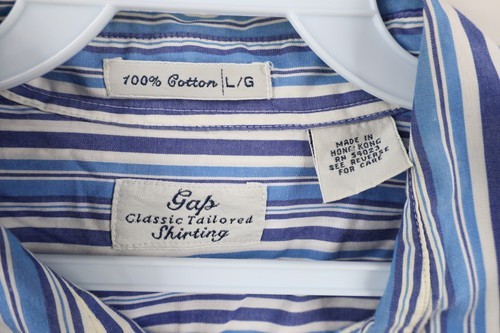 100% Cotton L/G
MADE IN
HONG KONG
RN 54023
SEE REVERSE
FOR CARE
Gap
Classic Tailored
Shirting